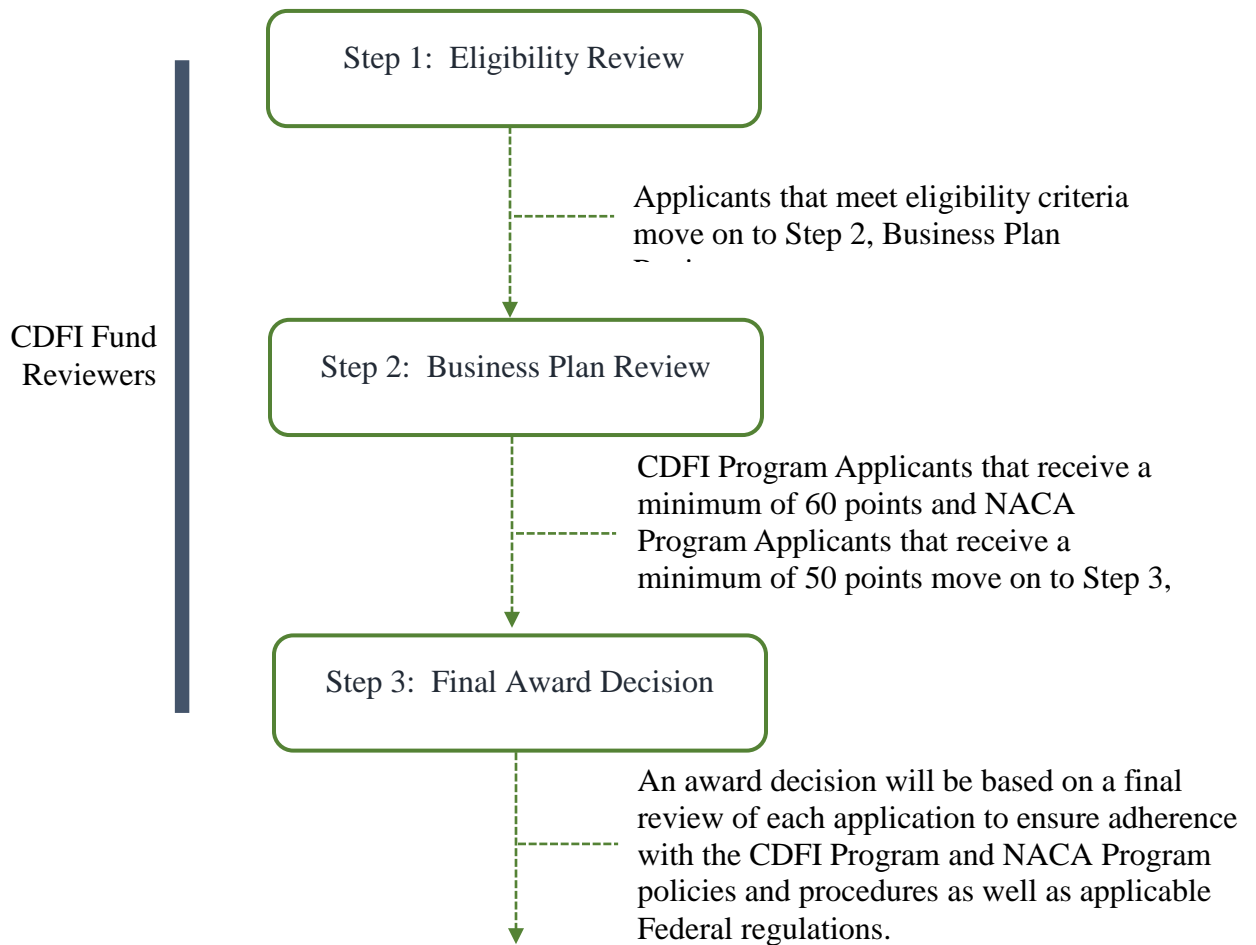 Step 1:  Eligibility Review
Applicants that meet eligibility criteria
move on to Step 2, Business Plan
CDFI Fund
Reviewers
Step 2:  Business Plan Review
CDFI Program Applicants that receive a
minimum of 60 points and NACA
Program Applicants that receive a
minimum of 50 points move on to Step 3,
Step 3:  Final Award Decision
An award decision will be based on a final
review of each application to ensure adherence
with the CDFI Program and NACA Program
policies and procedures as well as applicable
Federal regulations.